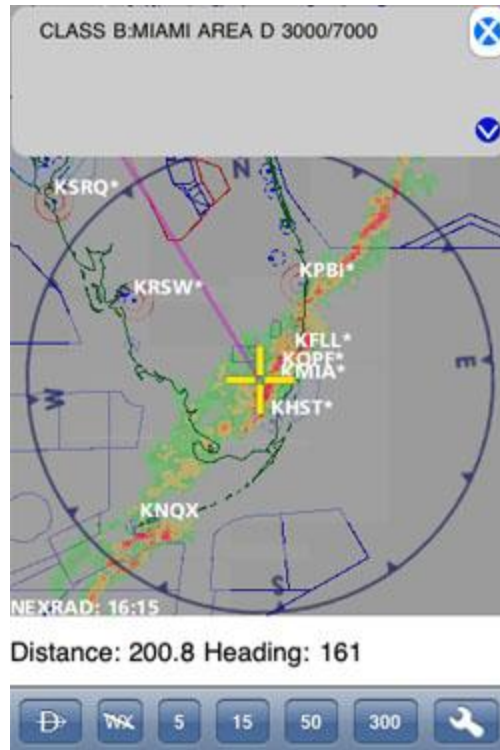 CLASS B:MIAMI AREA D 3000/7000
N
KSRQ*
KPBI*
KRSW*
KFLL*
KOPF*
E
KMIA*
W
KHST*
KNQX
S
NEXRAD: 16:15
Distance: 200.8 Heading: 161
D WX 5 15 50 300